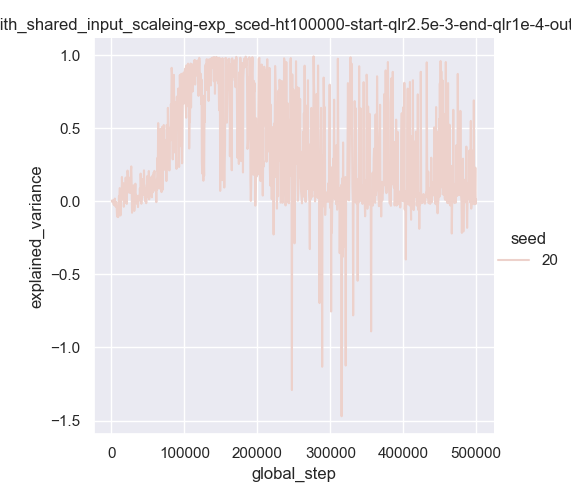 ith_shared_input_scaleing-exp_sced-ht100000-start-qlr2.5e-3-end-qlr1e-4-out
1.0
0.5
0.0
−0.5
−1.0
−1.5
explained_variance
0 100000 200000 300000 400000 500000
global_step
seed
20